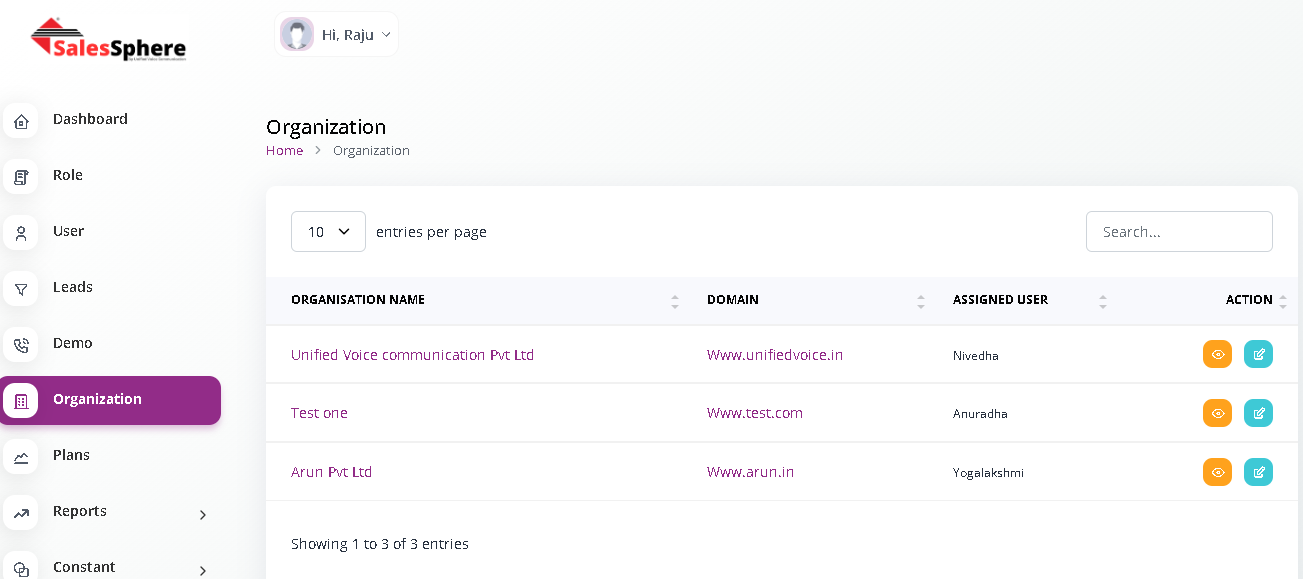 SalesSphere
Hi, Raju
Dashboard
Role
User
Leads
Demo
Organization
Plans
Reports
Constant
Organization
Home > Organization
10 entries per page
Search...
ORGANISATION NAME DOMAIN ASSIGNED USER ACTION
Unified Voice communication Pvt Ltd Www.unifiedvoice.in Nivedha
Test one Www.test.com Anuradha
Arun Pvt Ltd Www.arun.in Yogalakshmi
Showing 1 to 3 of 3 entries